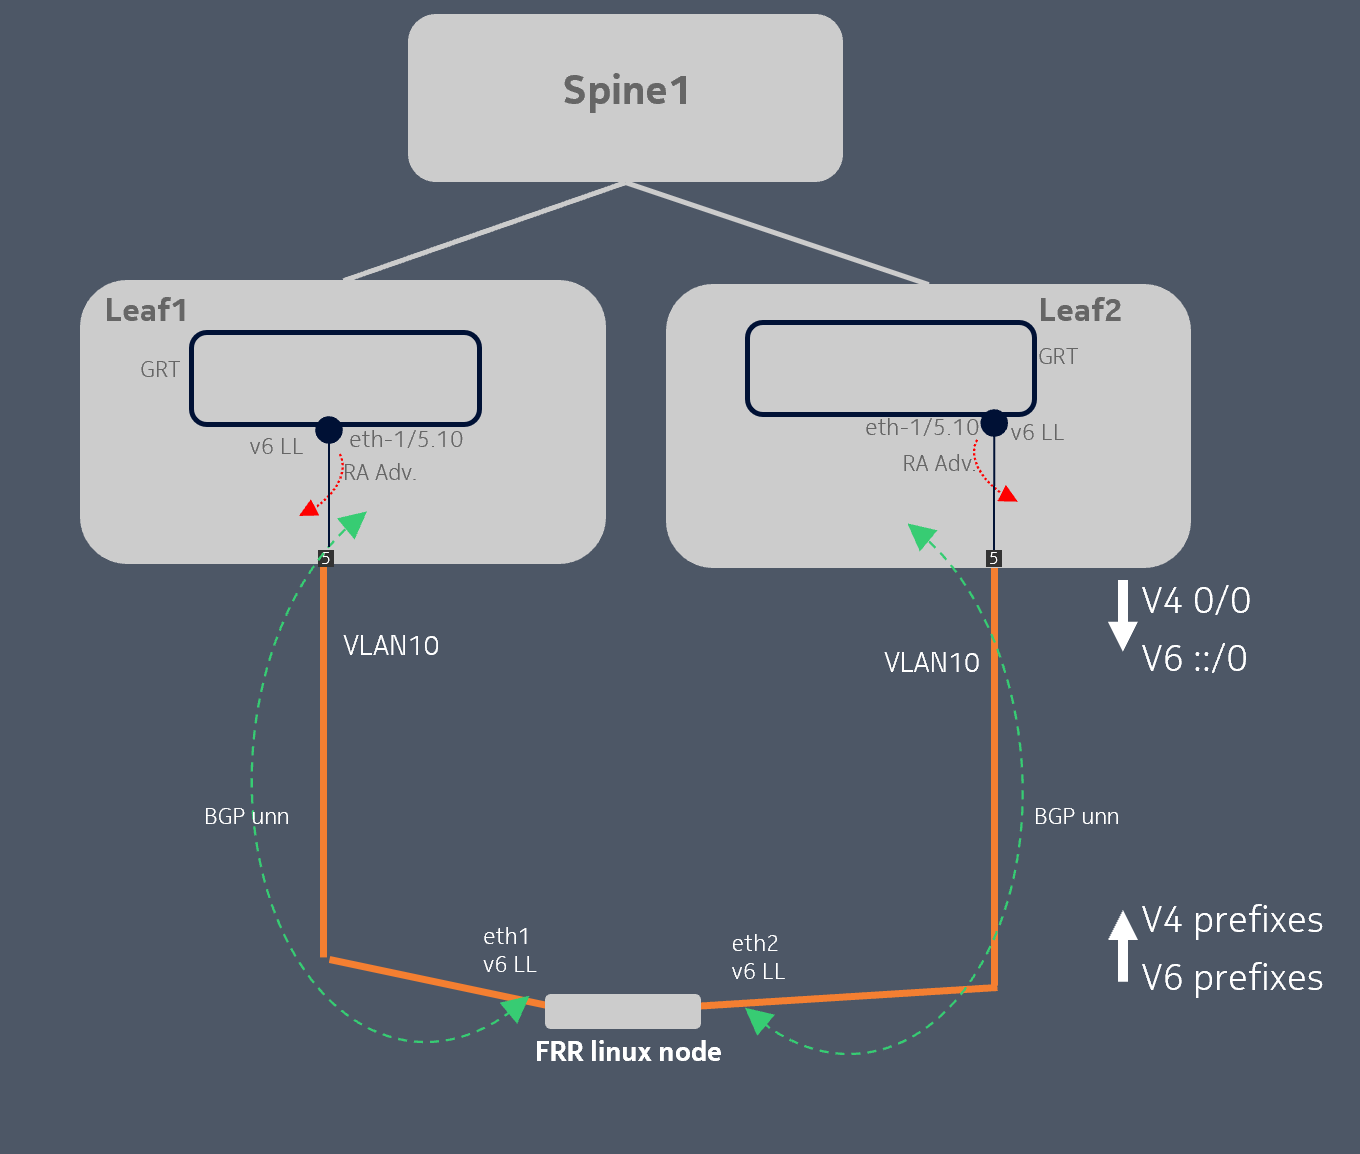 Spine1
Leaf1
Leaf2
GRT
GRT
v6 LL
eth-1/5.10
RA Adv.
eth-1/5.10
v6 LL
RA Adv.
5
5
V4 0/0
V6 ::/0
VLAN10
VLAN10
BGP unn
BGP unn
eth1
v6 LL
eth2
v6 LL
V4 prefixes
V6 prefixes
FRR linux node